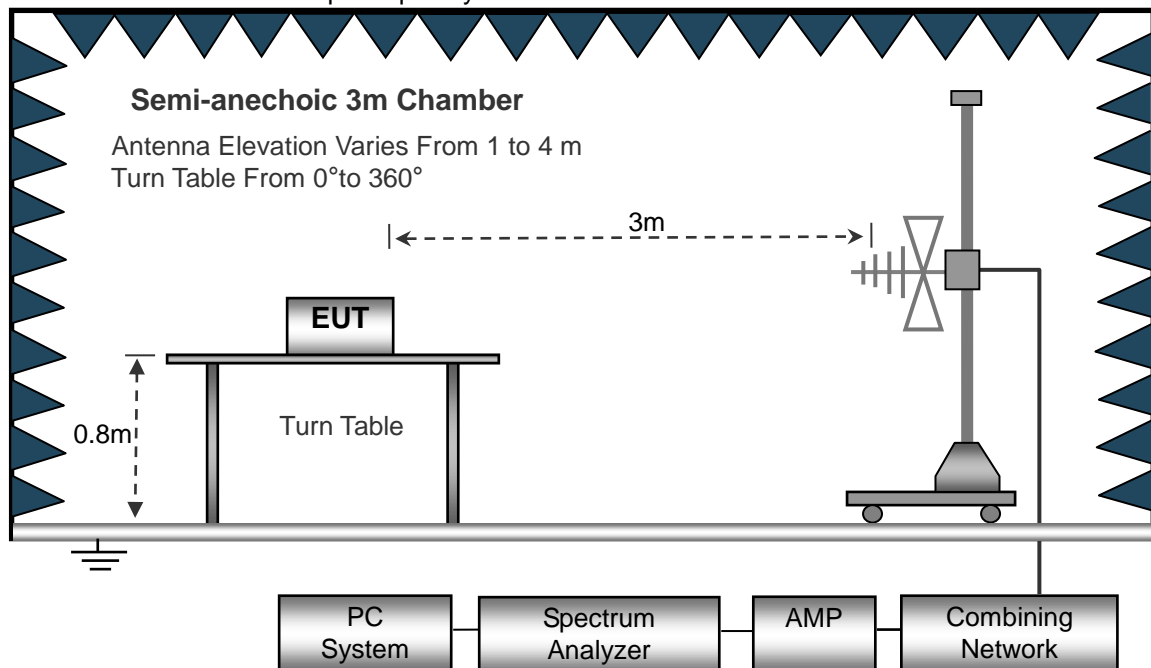 Semi-anechoic 3m Chamber
Antenna Elevation Varies From 1 to 4 m
Turn Table From 0°to 360°
3m
EUT
0.8m
Turn Table
PC
System
Spectrum
Analyzer
AMP
Combining
Network